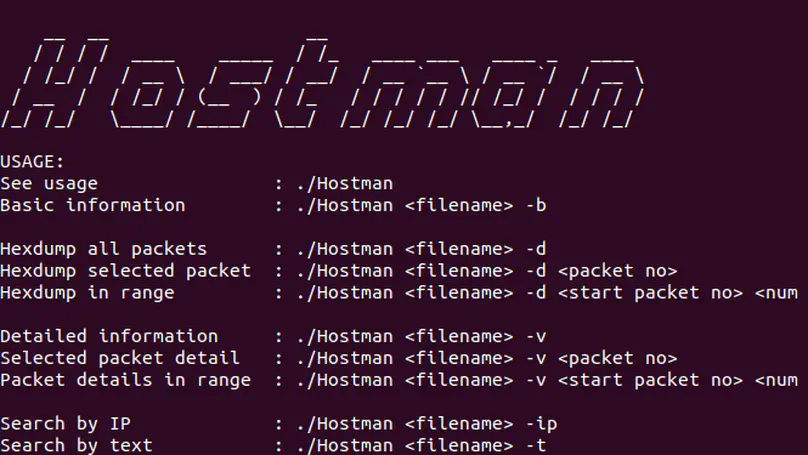 Hostman
USAGE:
See usage : ./Hostman
Basic information : ./Hostman <filename> -b
Hexdump all packets : ./Hostman <filename> -d
Hexdump selected packet : ./Hostman <filename> -d <packet no>
Hexdump in range : ./Hostman <filename> -d <start packet no> <num
Detailed information : ./Hostman <filename> -v
Selected packet detail : ./Hostman <filename> -v <packet no>
Packet details in range : ./Hostman <filename> -v <start packet no> <num
Search by IP : ./Hostman <filename> -ip
Search by text : ./Hostman <filename> -t